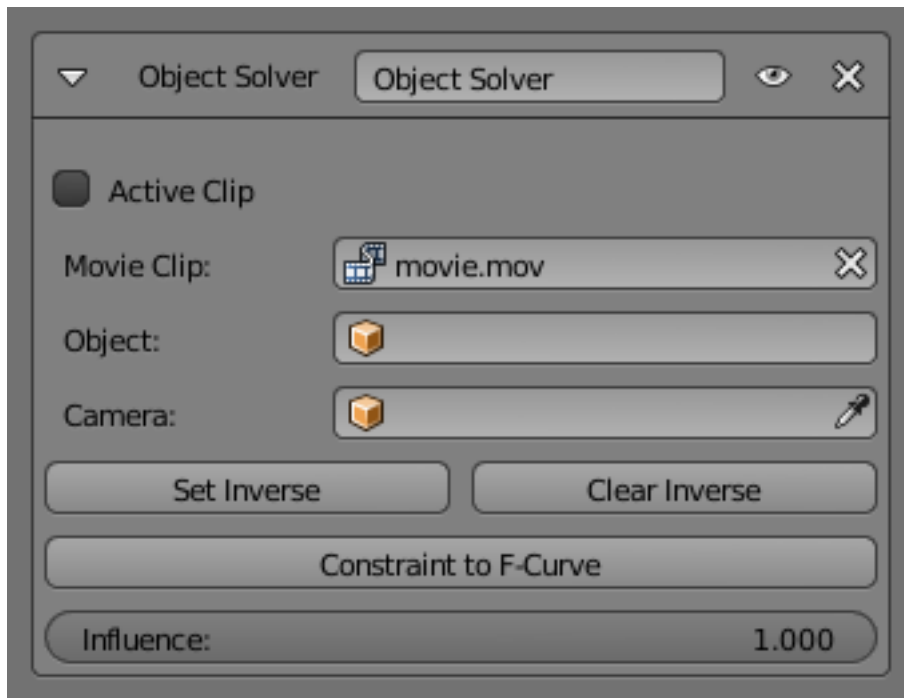 Object Solver Object Solver
Active Clip
Movie Clip: movie.mov
Object:
Camera:
Set Inverse Clear Inverse
Constraint to F-Curve
Influence: 1.000